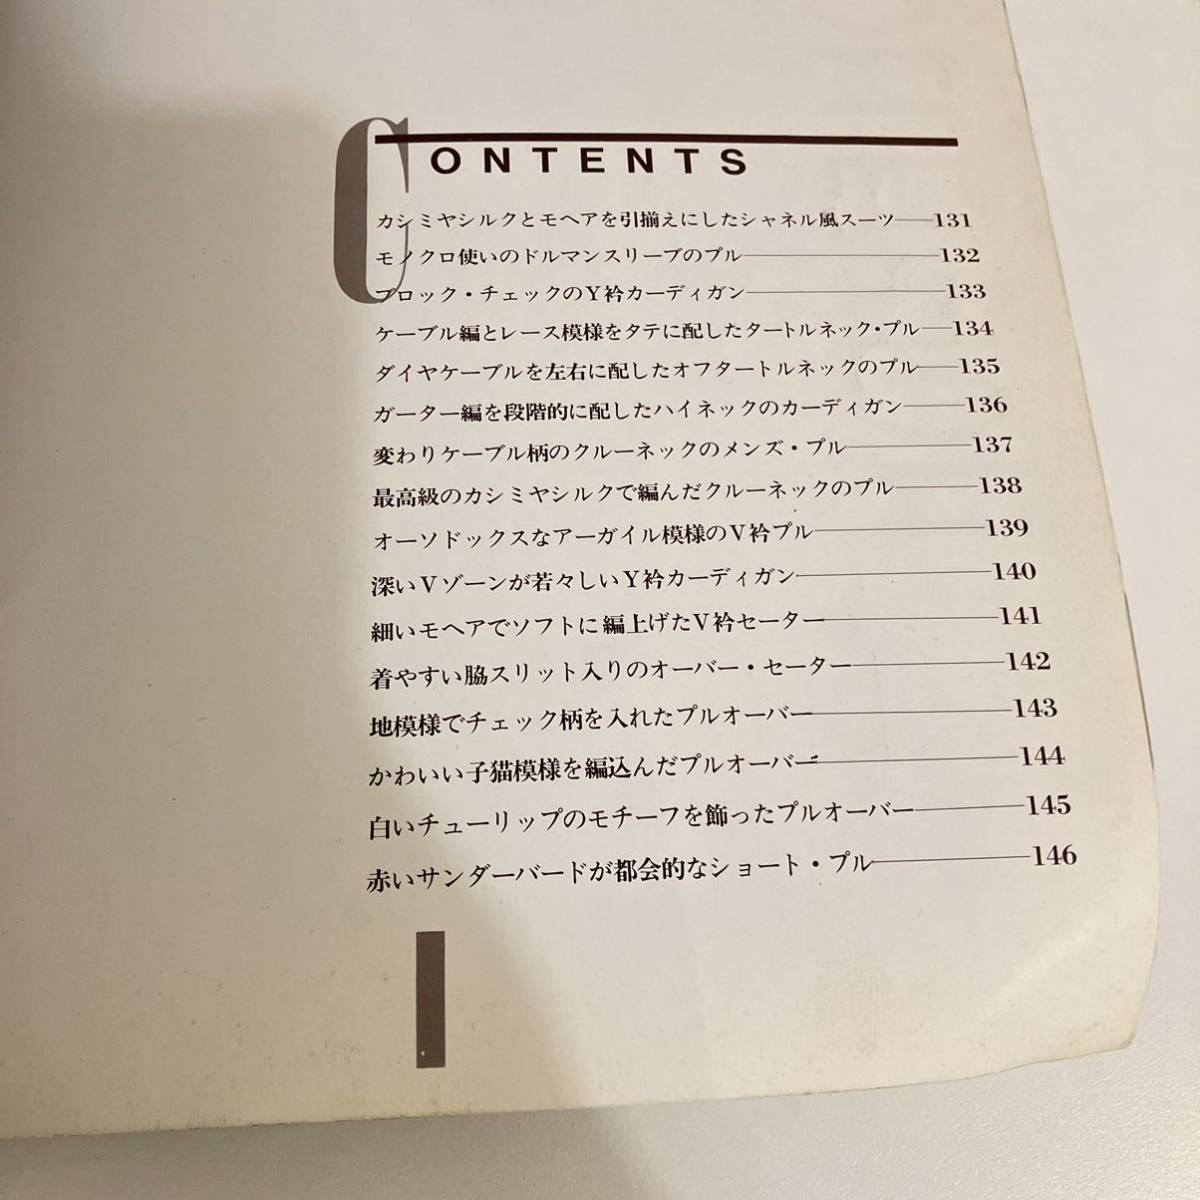 CONTENTS
カシミヤシルクとモヘアを引揃えにしたシャネル風スーツ——131
モノクロ使いのドルマンスリーブのプル——132
ブロック・チェックのY衿カーディガン——133
ケーブル編とレース模様をタテに配したタートルネック・プル——134
ダイヤケーブルを左右に配したオフタートルネックのプル——135
ガーター編を段階的に配したハイネックのカーディガン——136
変わりケーブル柄のクルーネックのメンズ・プル——137
最高級のカシミヤシルクで編んだクルーネックのプル——138
オーソドックスなアーガイル模様のV衿プル——139
深いVゾーンが若々しいY衿カーディガン——140
細いモヘアでソフトに編上げたV衿セーター——141
着やすい脇スリット入りのオーバー・セーター——142
地模様でチェック柄を入れたプルオーバー——143
かわいい子猫模様を編込んだプルオーバー——144
白いチューリップのモチーフを飾ったプルオーバー——145
赤いサンダーバードが都会的なショート・プル——146